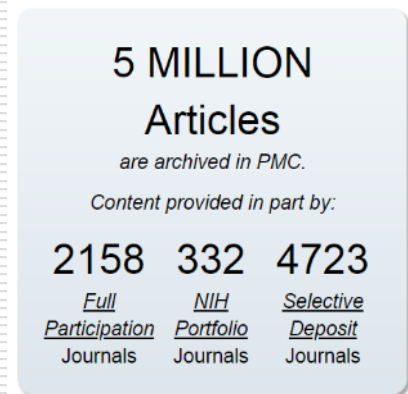 5 MILLION
Articles
are archived in PMC.
Content provided in part by:
2158 332 4723
Full NIH Selective
Participation Portfolio Deposit
Journals Journals Journals